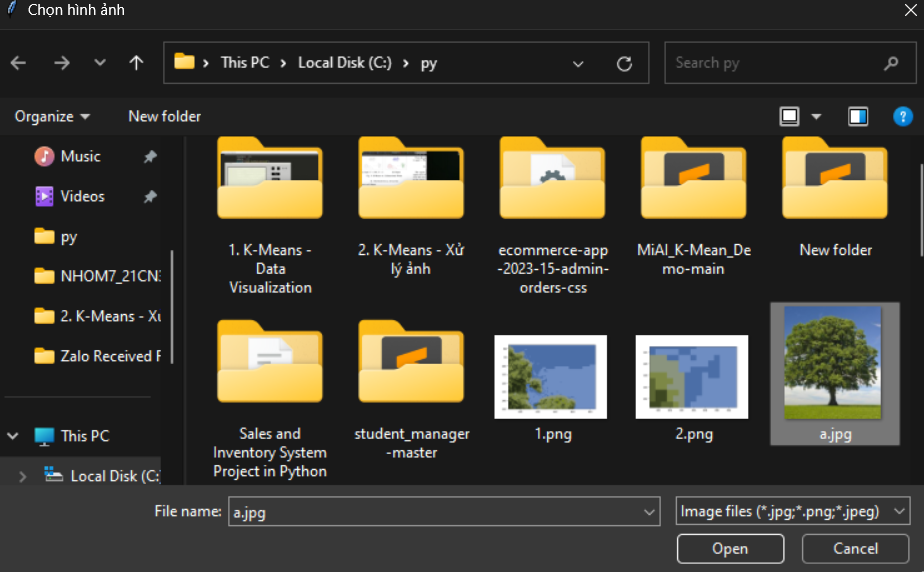 Chọn hình ảnh
This PC
Local Disk (C:)
py
Search py
Organize
New folder
?
Music
Videos
py
NHOM7_21CN3
2. K-Means - Xu
Zalo Received F
This PC
Local Disk (C:)
1. K-Means -
Data
Visualization
2. K-Means - Xử
lý ảnh
ecommerce-app
-2023-15-admin-
orders-css
MiAI_K-Mean_De
mo-main
New folder
Sales and
Inventory System
Project in Python
student_manager
-master
1.png
2.png
a.jpg
File name:
a.jpg
Image files (*.jpg;*.png;*.jpeg)
Open
Cancel